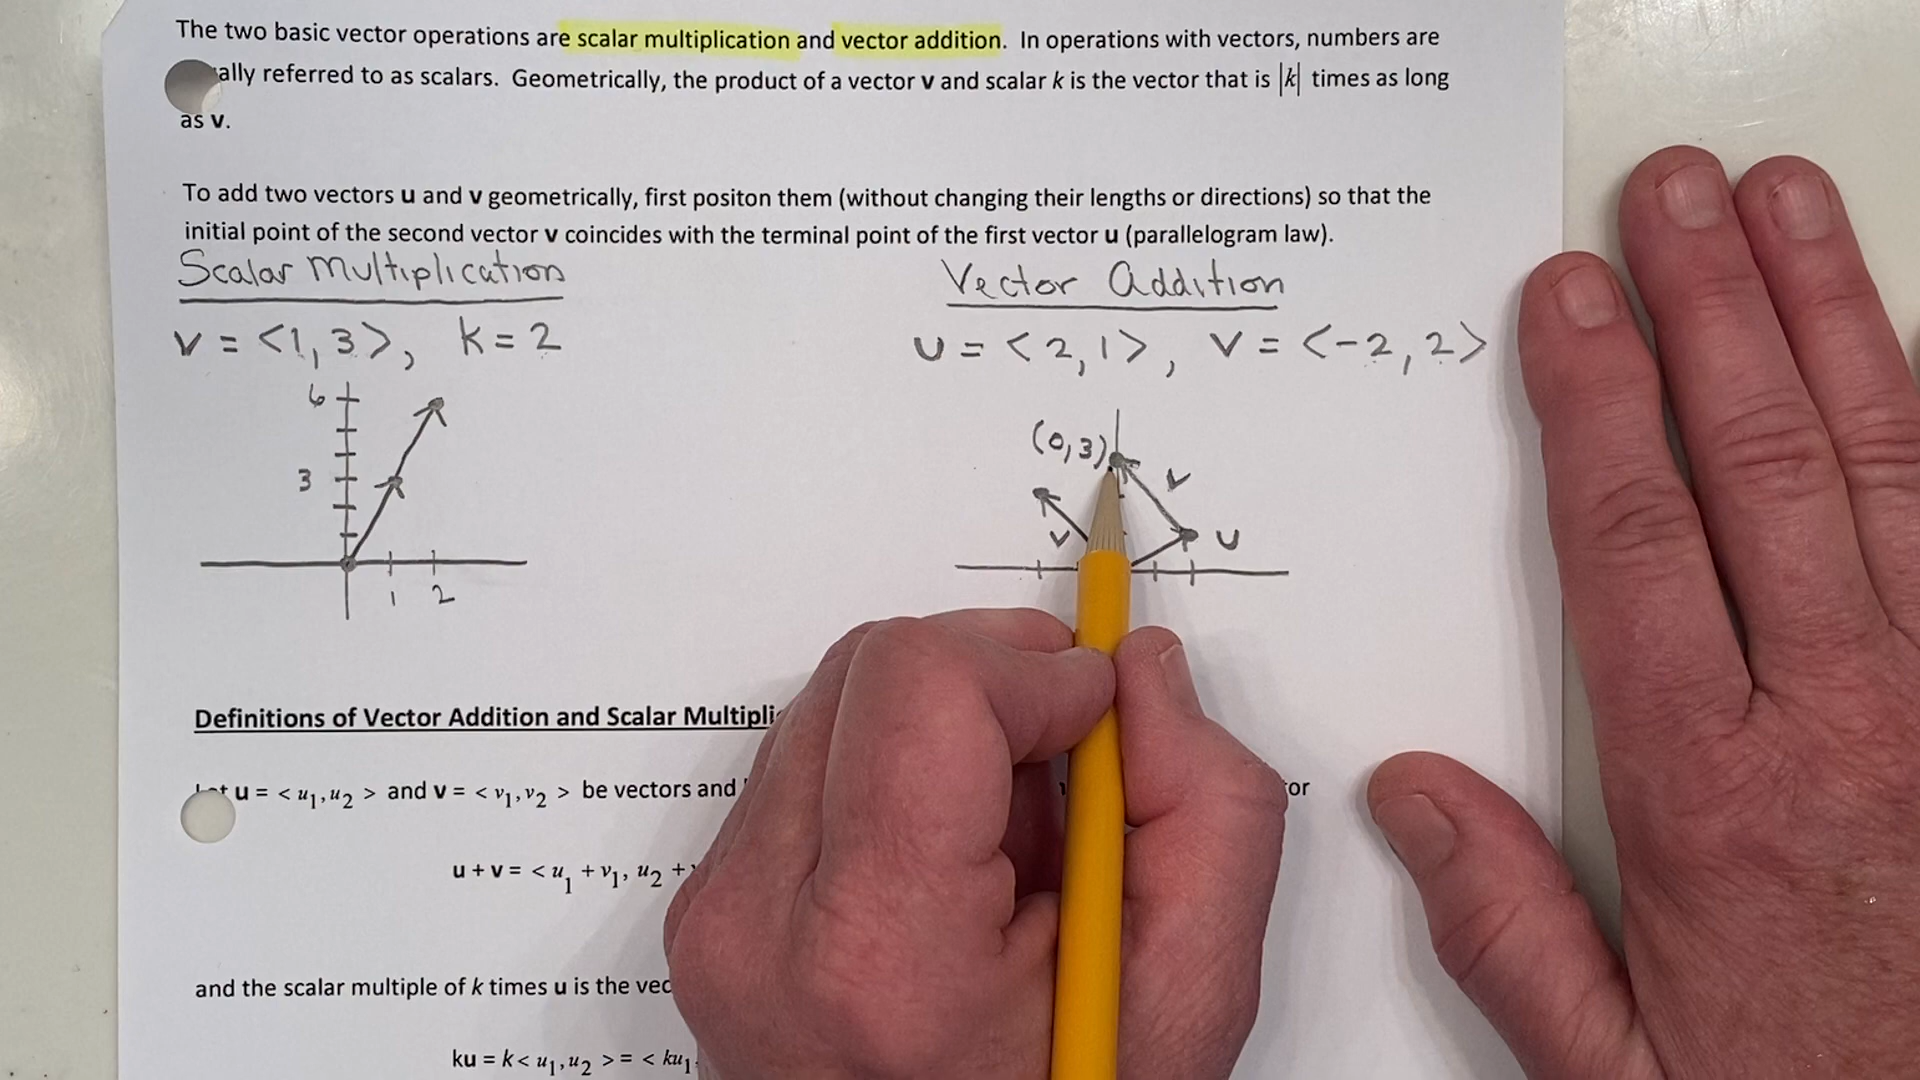 The two basic vector operations are scalar multiplication and vector addition. In operations with vectors, numbers are
ally referred to as scalars. Geometrically, the product of a vector v and scalar k is the vector that is |k| times as long
as v.
To add two vectors u and v geometrically, first positon them (without changing their lengths or directions) so that the
initial point of the second vector v coincides with the terminal point of the first vector u (parallelogram law).
Scalar Multiplication
v = <1, 3>, k = 2
6
3
1 2
Vector Addition
u = <2, 1>, v = <-2, 2>
(0,3)
v
v
u
Definitions of Vector Addition and Scalar Multipli
u = < u1, u2 > and v = < v1, v2 > be vectors and
or
u + v = < u1 + v1, u2 +
and the scalar multiple of k times u is the vec
ku = k < u1, u2 > = < ku1